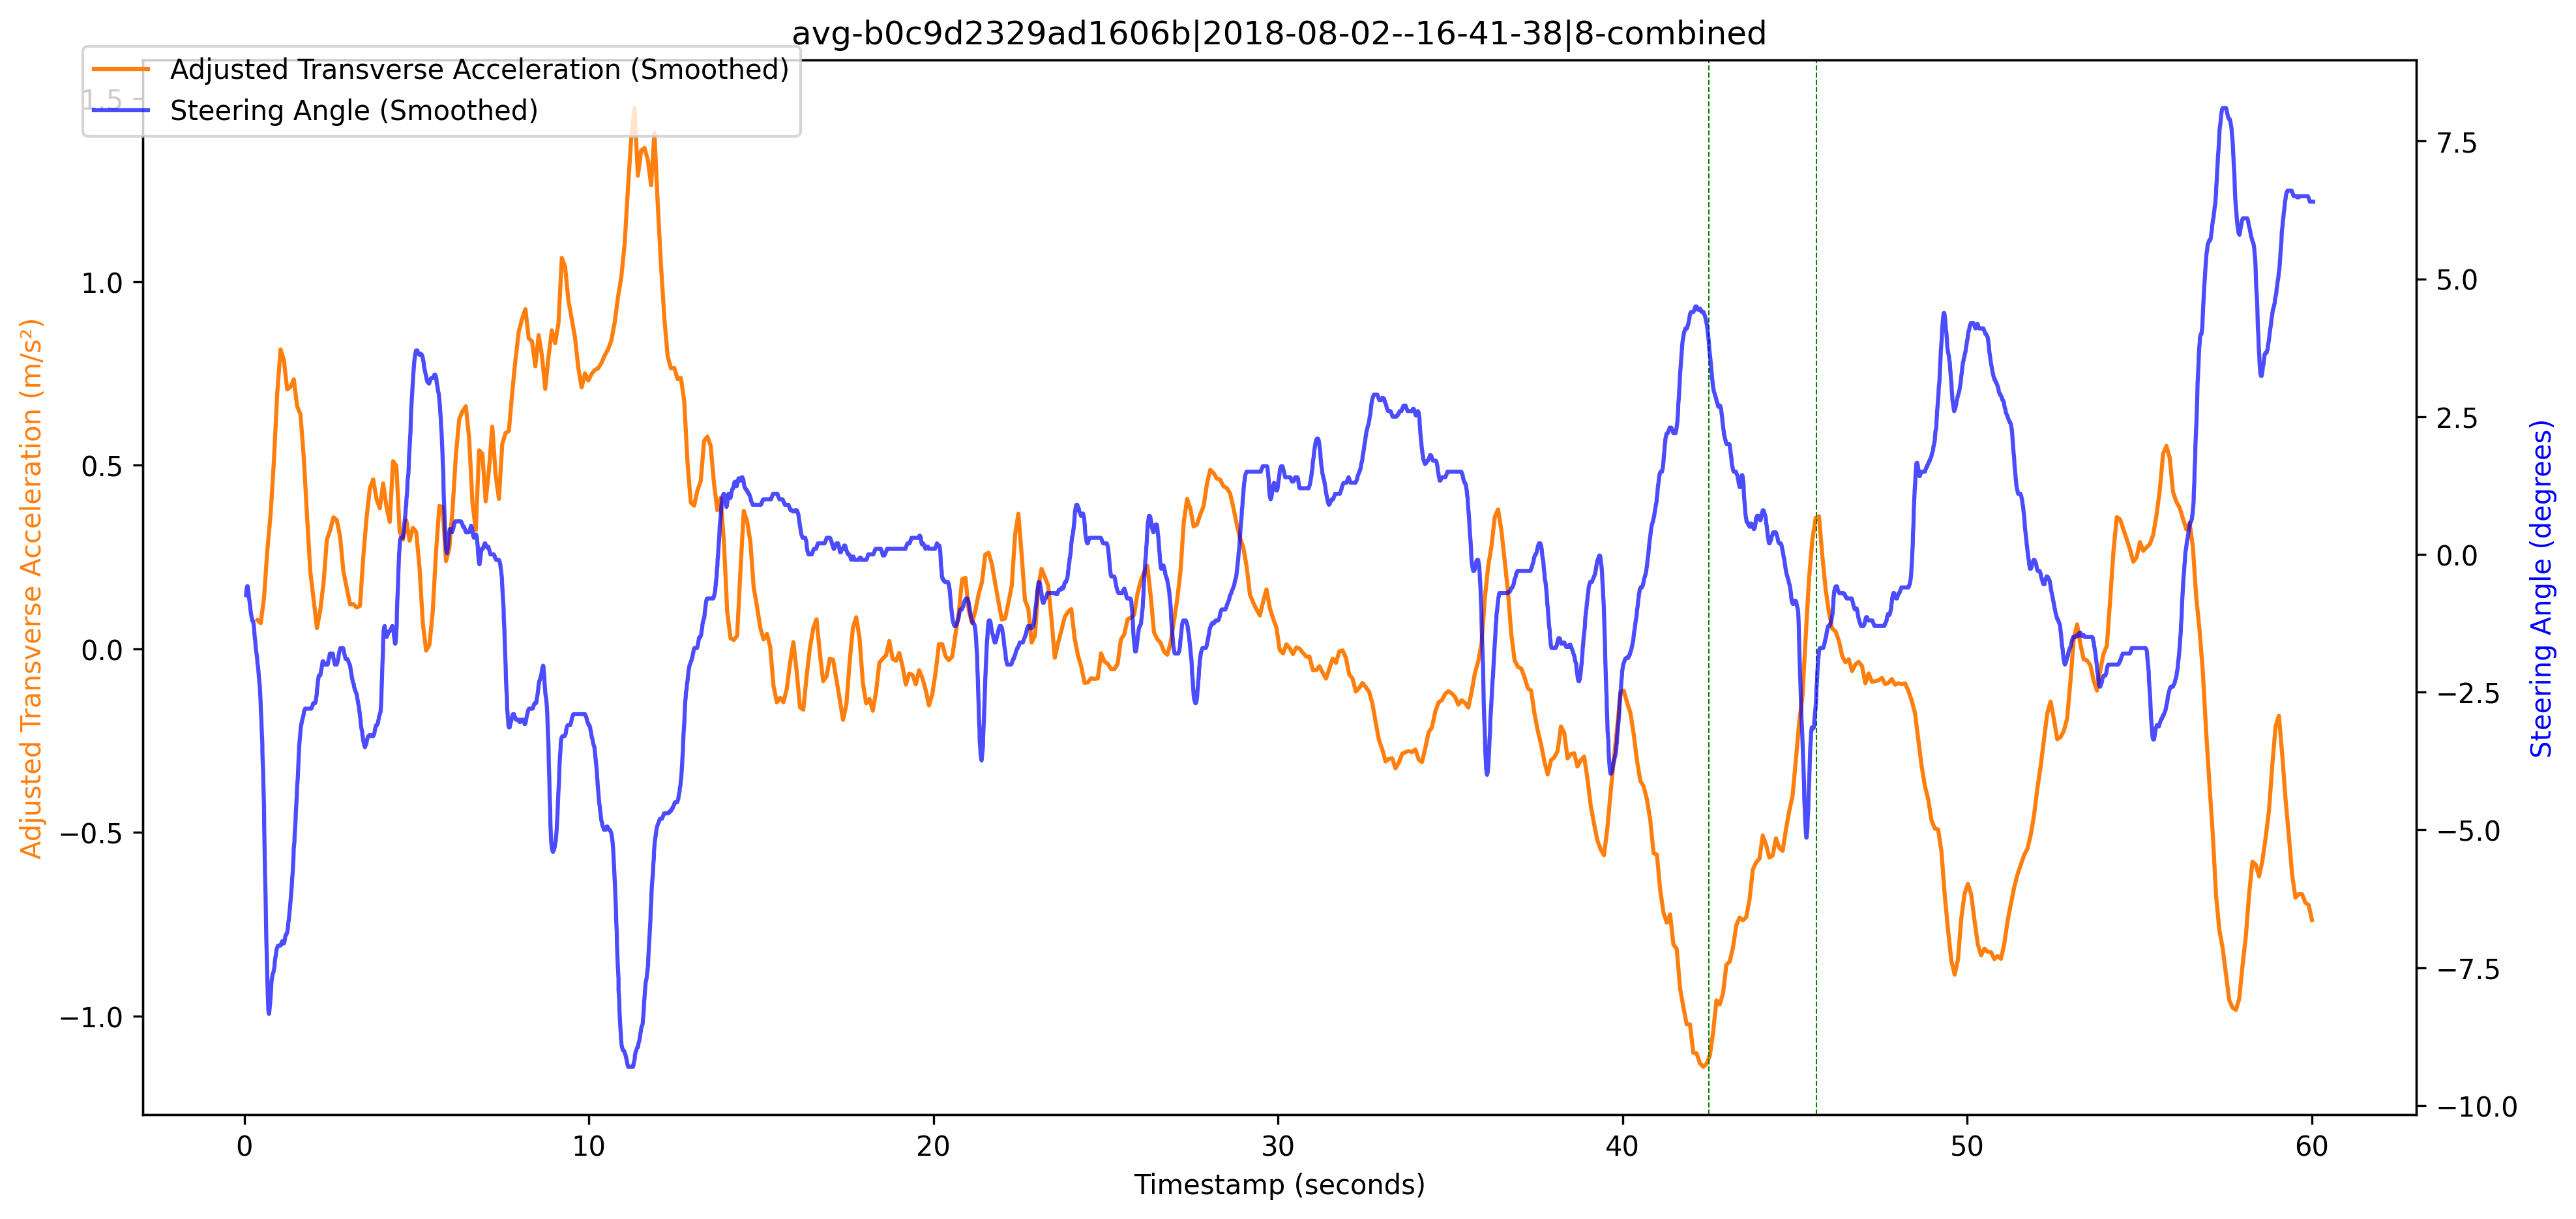 avg-b0c9d2329ad1606b|2018-08-02--16-41-38|8-combined
Adjusted Transverse Acceleration (Smoothed)
Steering Angle (Smoothed)
1.5
1.0
0.5
0.0
−0.5
−1.0
Adjusted Transverse Acceleration (m/s²)
7.5
5.0
2.5
0.0
−2.5
−5.0
−7.5
−10.0
Steering Angle (degrees)
0 10 20 30 40 50 60
Timestamp (seconds)